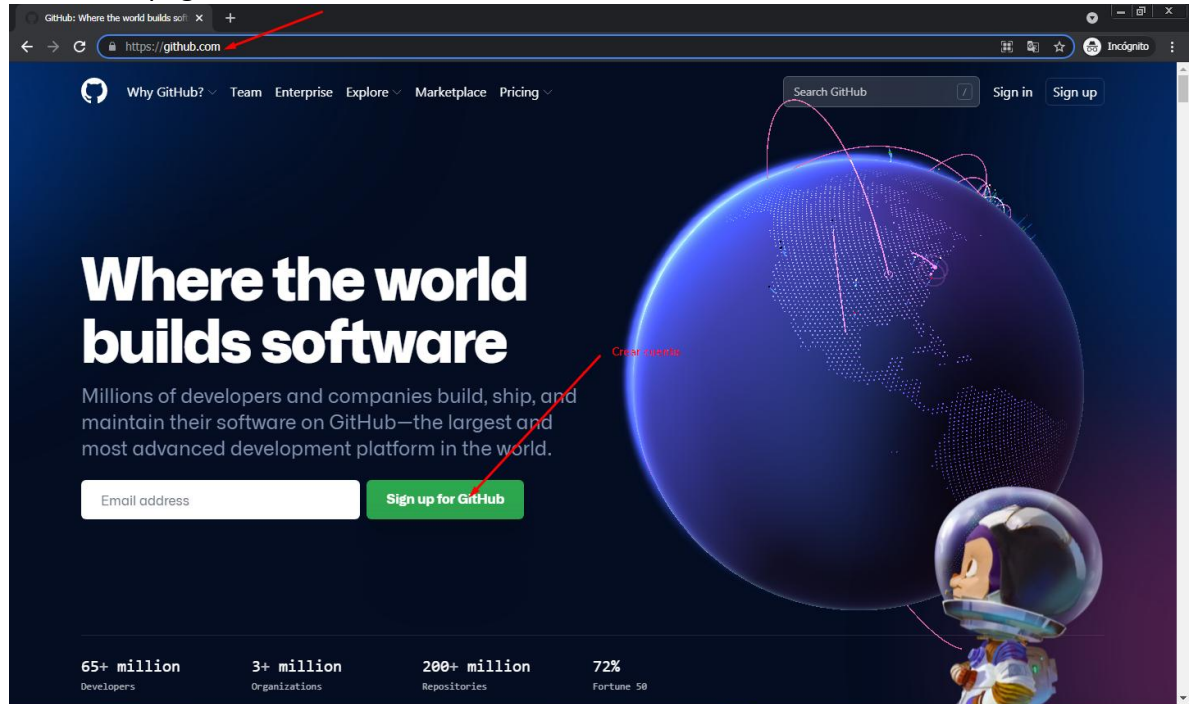 GitHub: Where the world builds soft
https://github.com
Incógnito
Why GitHub? Team Enterprise Explore Marketplace Pricing
Search GitHub
/
Sign in
Sign up
Where the world
builds software
Crear cuenta
Millions of developers and companies build, ship, and
maintain their software on GitHub—the largest and
most advanced development platform in the world.
Email address
Sign up for GitHub
65+ million
Developers
3+ million
Organizations
200+ million
Repositories
72%
Fortune 50